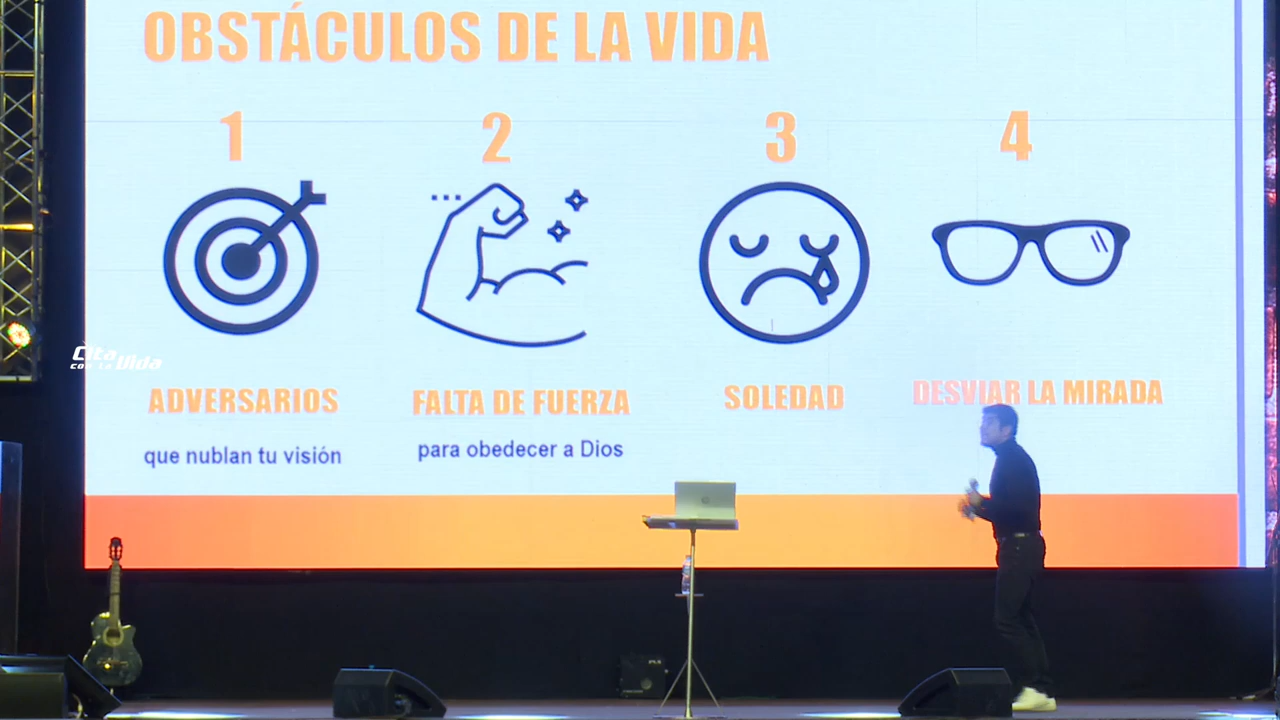 OBSTÁCULOS DE LA VIDA
1
2
3
4
Cita
con la Vida
ADVERSARIOS
FALTA DE FUERZA
SOLEDAD
DESVIAR LA MIRADA
que nublan tu visión
para obedecer a Dios